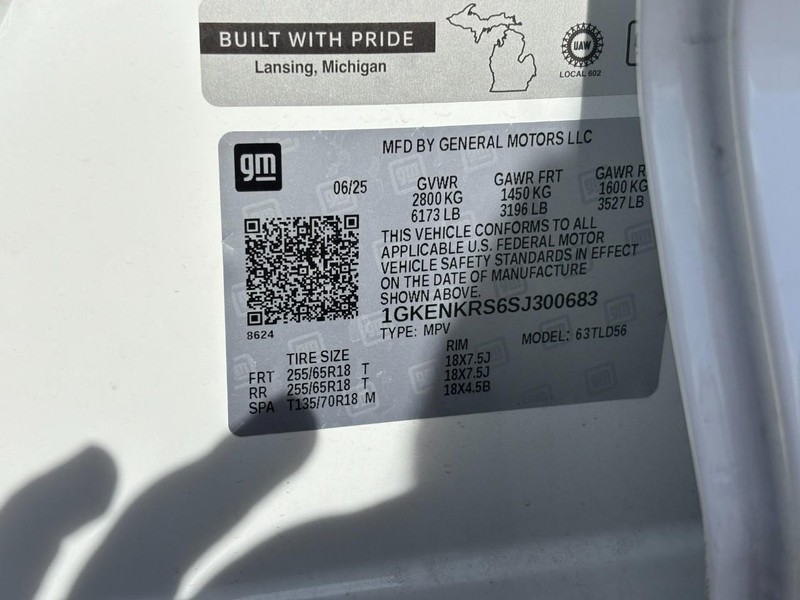 BUILT WITH PRIDE
Lansing, Michigan
UAW
LOCAL 602
gm
MFD BY GENERAL MOTORS LLC
06/25
GVWR GAWR FRT GAWR R
2800 KG 1450 KG 1600 KG
6173 LB 3196 LB 3527 LB
THIS VEHICLE CONFORMS TO ALL
APPLICABLE U.S. FEDERAL MOTOR
VEHICLE SAFETY STANDARDS IN EFFECT
ON THE DATE OF MANUFACTURE
SHOWN ABOVE.
1GKENKRS6SJ300683
8624
TYPE: MPV MODEL: 63TLD56
TIRE SIZE RIM
FRT 255/65R18 T 18X7.5J
RR 255/65R18 T 18X7.5J
SPA T135/70R18 M 18X4.5B